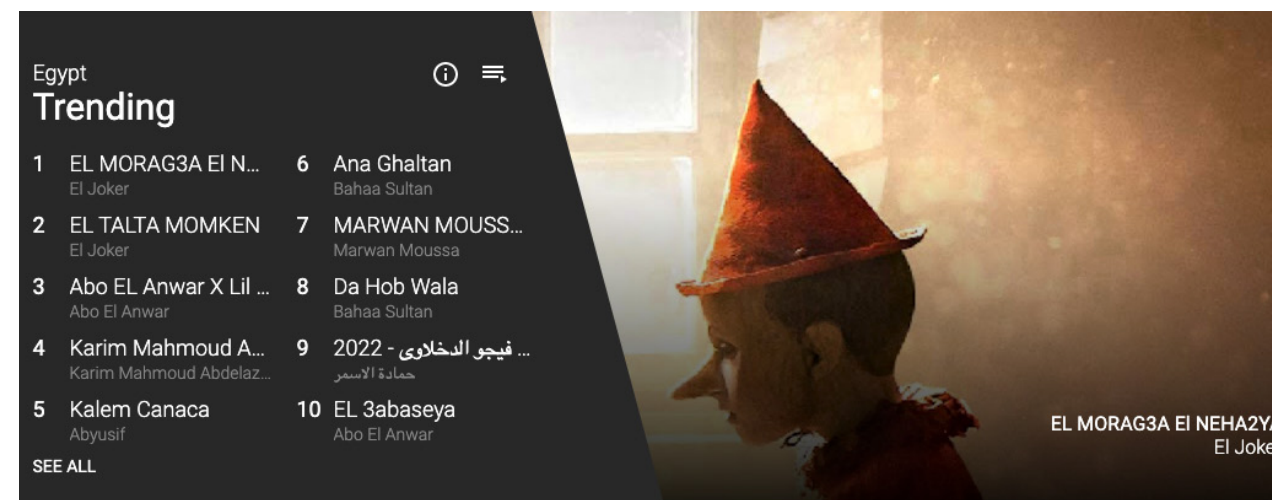 Egypt
Trending
1 EL MORAG3A El N...
El Joker
2 EL TALTA MOMKEN
El Joker
3 Abo EL Anwar X Lil ...
Abo El Anwar
4 Karim Mahmoud A...
Karim Mahmoud Abdelaz...
5 Kalem Canaca
Abyusif
6 Ana Ghaltan
Bahaa Sultan
7 MARWAN MOUSS...
Marwan Moussa
8 Da Hob Wala
Bahaa Sultan
9 فيجو الدخلاوى - 2022 ...
حمادة الاسمر
10 EL 3abaseya
Abo El Anwar
SEE ALL
EL MORAG3A El NEHA2YA
El Joke